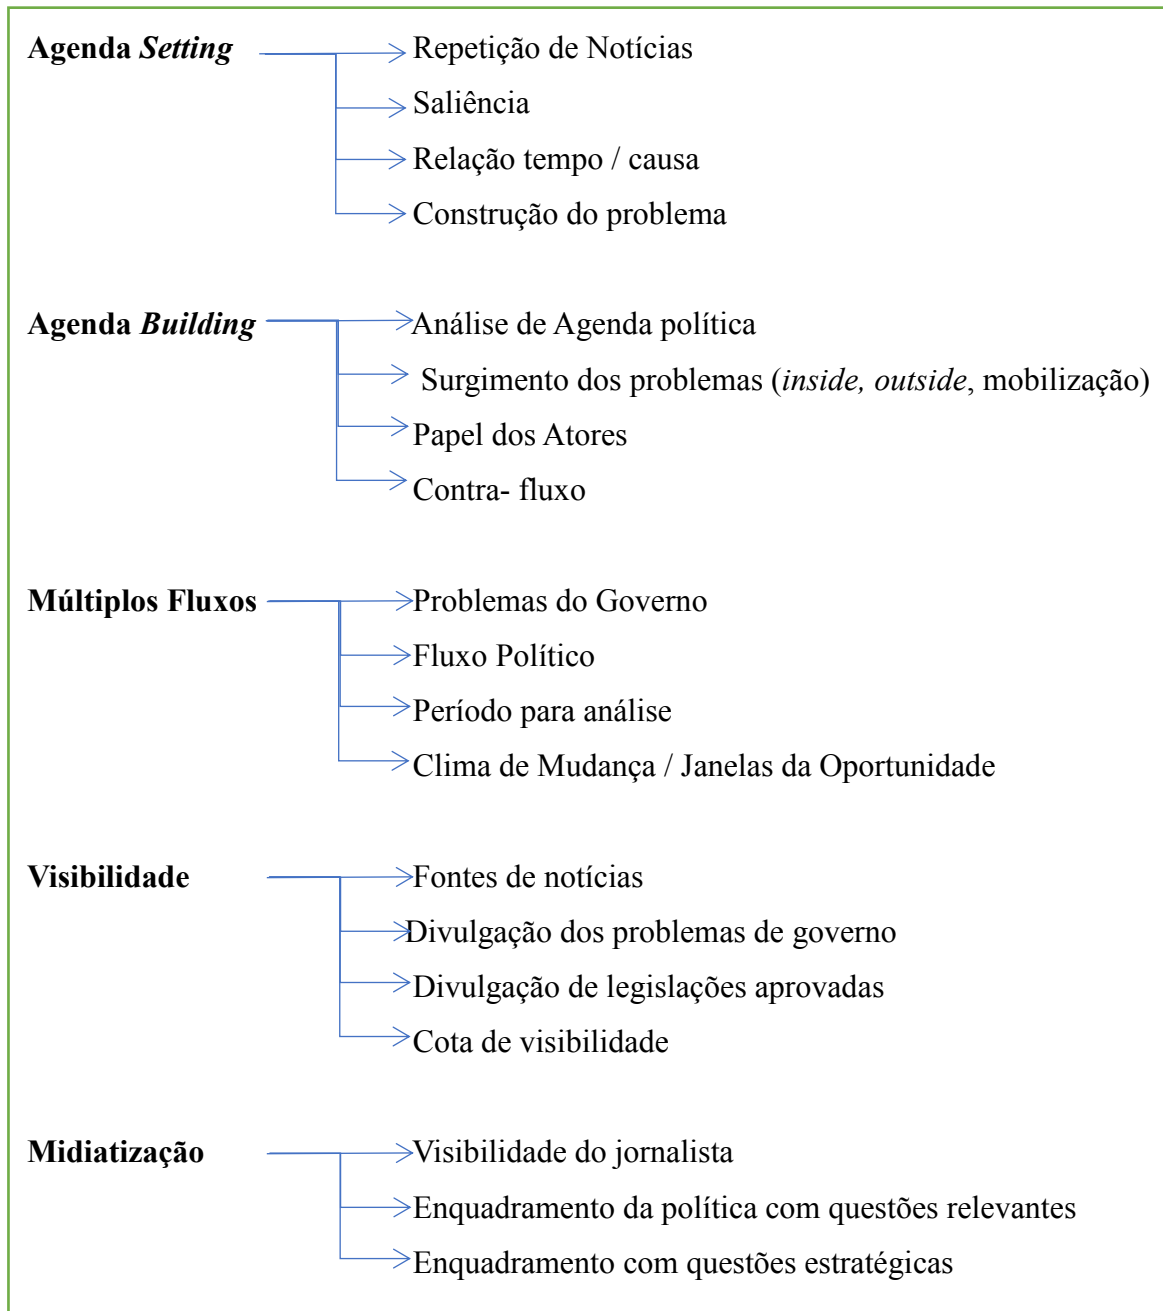 Agenda Setting Repetição de Notícias
Saliência
Relação tempo / causa
Construção do problema
Agenda Building Análise de Agenda política
Surgimento dos problemas (inside, outside, mobilização)
Papel dos Atores
Contra- fluxo
Múltiplos Fluxos Problemas do Governo
Fluxo Político
Período para análise
Clima de Mudança / Janelas da Oportunidade
Visibilidade Fontes de notícias
Divulgação dos problemas de governo
Divulgação de legislações aprovadas
Cota de visibilidade
Midiatização Visibilidade do jornalista
Enquadramento da política com questões relevantes
Enquadramento com questões estratégicas